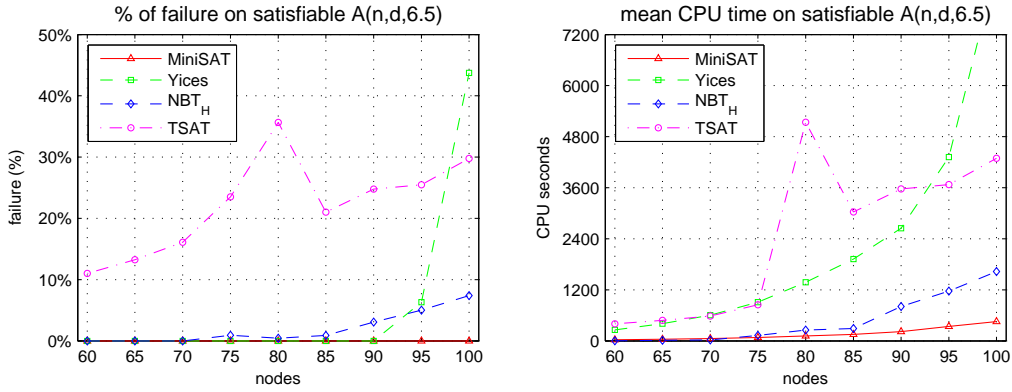 % of failure on satisfiable A(n,d,6.5)
failure (%)
50%
40%
30%
20%
10%
0%
MiniSAT
Yices
NBT_H
TSAT
60 65 70 75 80 85 90 95 100
nodes
mean CPU time on satisfiable A(n,d,6.5)
CPU seconds
7200
6000
4800
3600
2400
1200
0
MiniSAT
Yices
NBT_H
TSAT
60 65 70 75 80 85 90 95 100
nodes